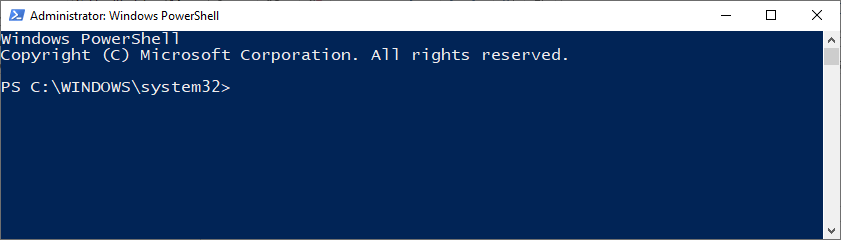 Administrator: Windows PowerShell
Windows PowerShell
Copyright (C) Microsoft Corporation. All rights reserved.
PS C:\WINDOWS\system32>